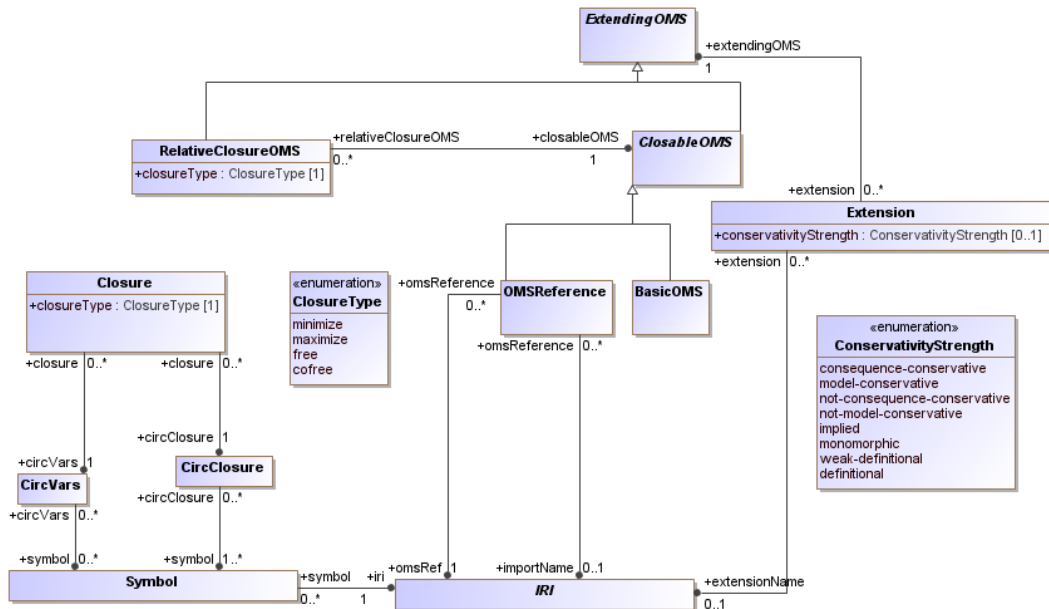 ExtendingOMS
+extendingOMS
1
RelativeClosureOMS
+closureType : ClosureType [1]
+relativeClosureOMS
0..*
+closableOMS
1
ClosableOMS
+extension
0..*
Extension
+conservativityStrength : ConservativityStrength [0..1]
+extension
0..*
Closure
+closureType : ClosureType [1]
+closure
0..*
+closure
0..*
«enumeration»
ClosureType
minimize
maximize
free
cofree
+omsReference
0..*
OMSReference
+omsReference
0..*
BasicOMS
«enumeration»
ConservativityStrength
consequence-conservative
model-conservative
not-consequence-conservative
not-model-conservative
implied
monomorphic
weak-definitional
definitional
+circVars
1
CircVars
+circVars
0..*
+circClosure
1
CircClosure
+circClosure
0..*
+symbol
0..*
+symbol
1..*
Symbol
+symbol
0..*
+iri
1
+omsRef
1
+importName
0..1
IRI
+extensionName
0..1